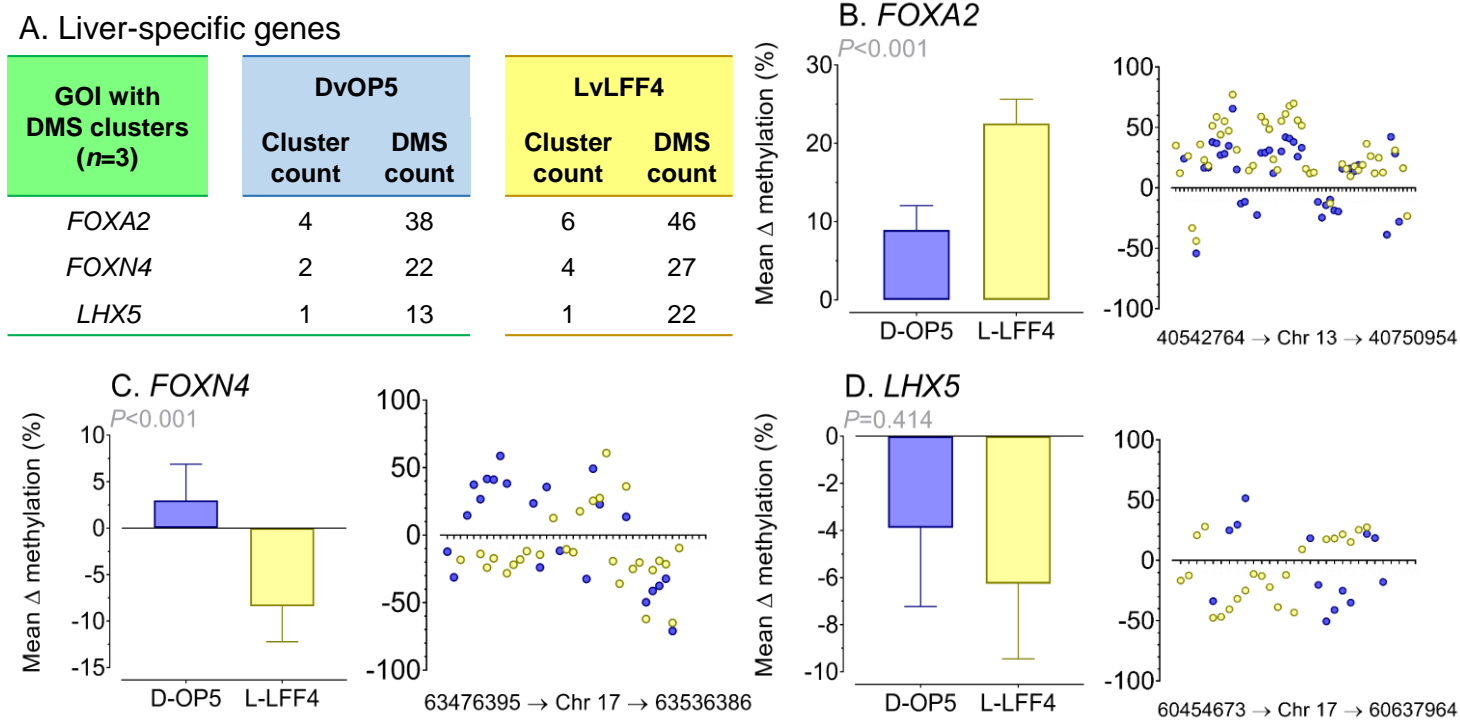 A. Liver-specific genes
GOI with DMS clusters (n=3)
DvOP5
LvLFF4
Cluster count
DMS count
Cluster count
DMS count
FOXA2 4 38 6 46
FOXN4 2 22 4 27
LHX5 1 13 1 22
B. FOXA2
P<0.001
Mean Δ methylation (%)
30
20
10
0
D-OP5 L-LFF4
100
50
0
-50
-100
40542764 → Chr 13 → 40750954
C. FOXN4
P<0.001
Mean Δ methylation (%)
10
5
0
-5
-10
-15
D-OP5 L-LFF4
100
50
0
-50
-100
63476395 → Chr 17 → 63536386
D. LHX5
P=0.414
Mean Δ methylation (%)
0
-2
-4
-6
-8
-10
D-OP5 L-LFF4
100
50
0
-50
-100
60454673 → Chr 17 → 60637964